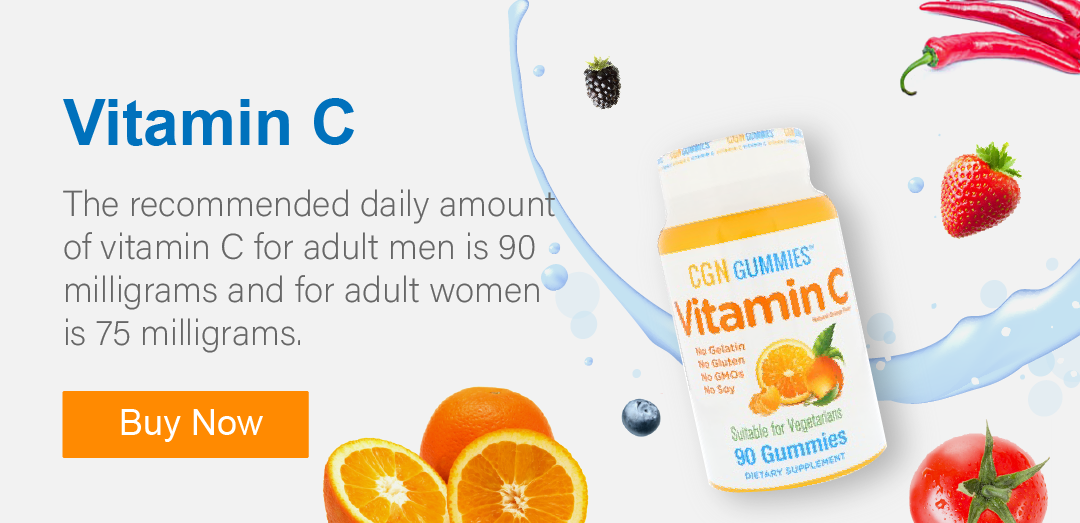 Vitamin C
The recommended daily amount
of vitamin C for adult men is 90
milligrams and for adult women
is 75 milligrams.
Buy Now
CGN GUMMIES
CGN GUMMIES™
Vitamin C
No Gelatin
No Gluten
No GMOs
No Soy
Suitable for Vegetarians
90 Gummies
DIETARY SUPPLEMENT